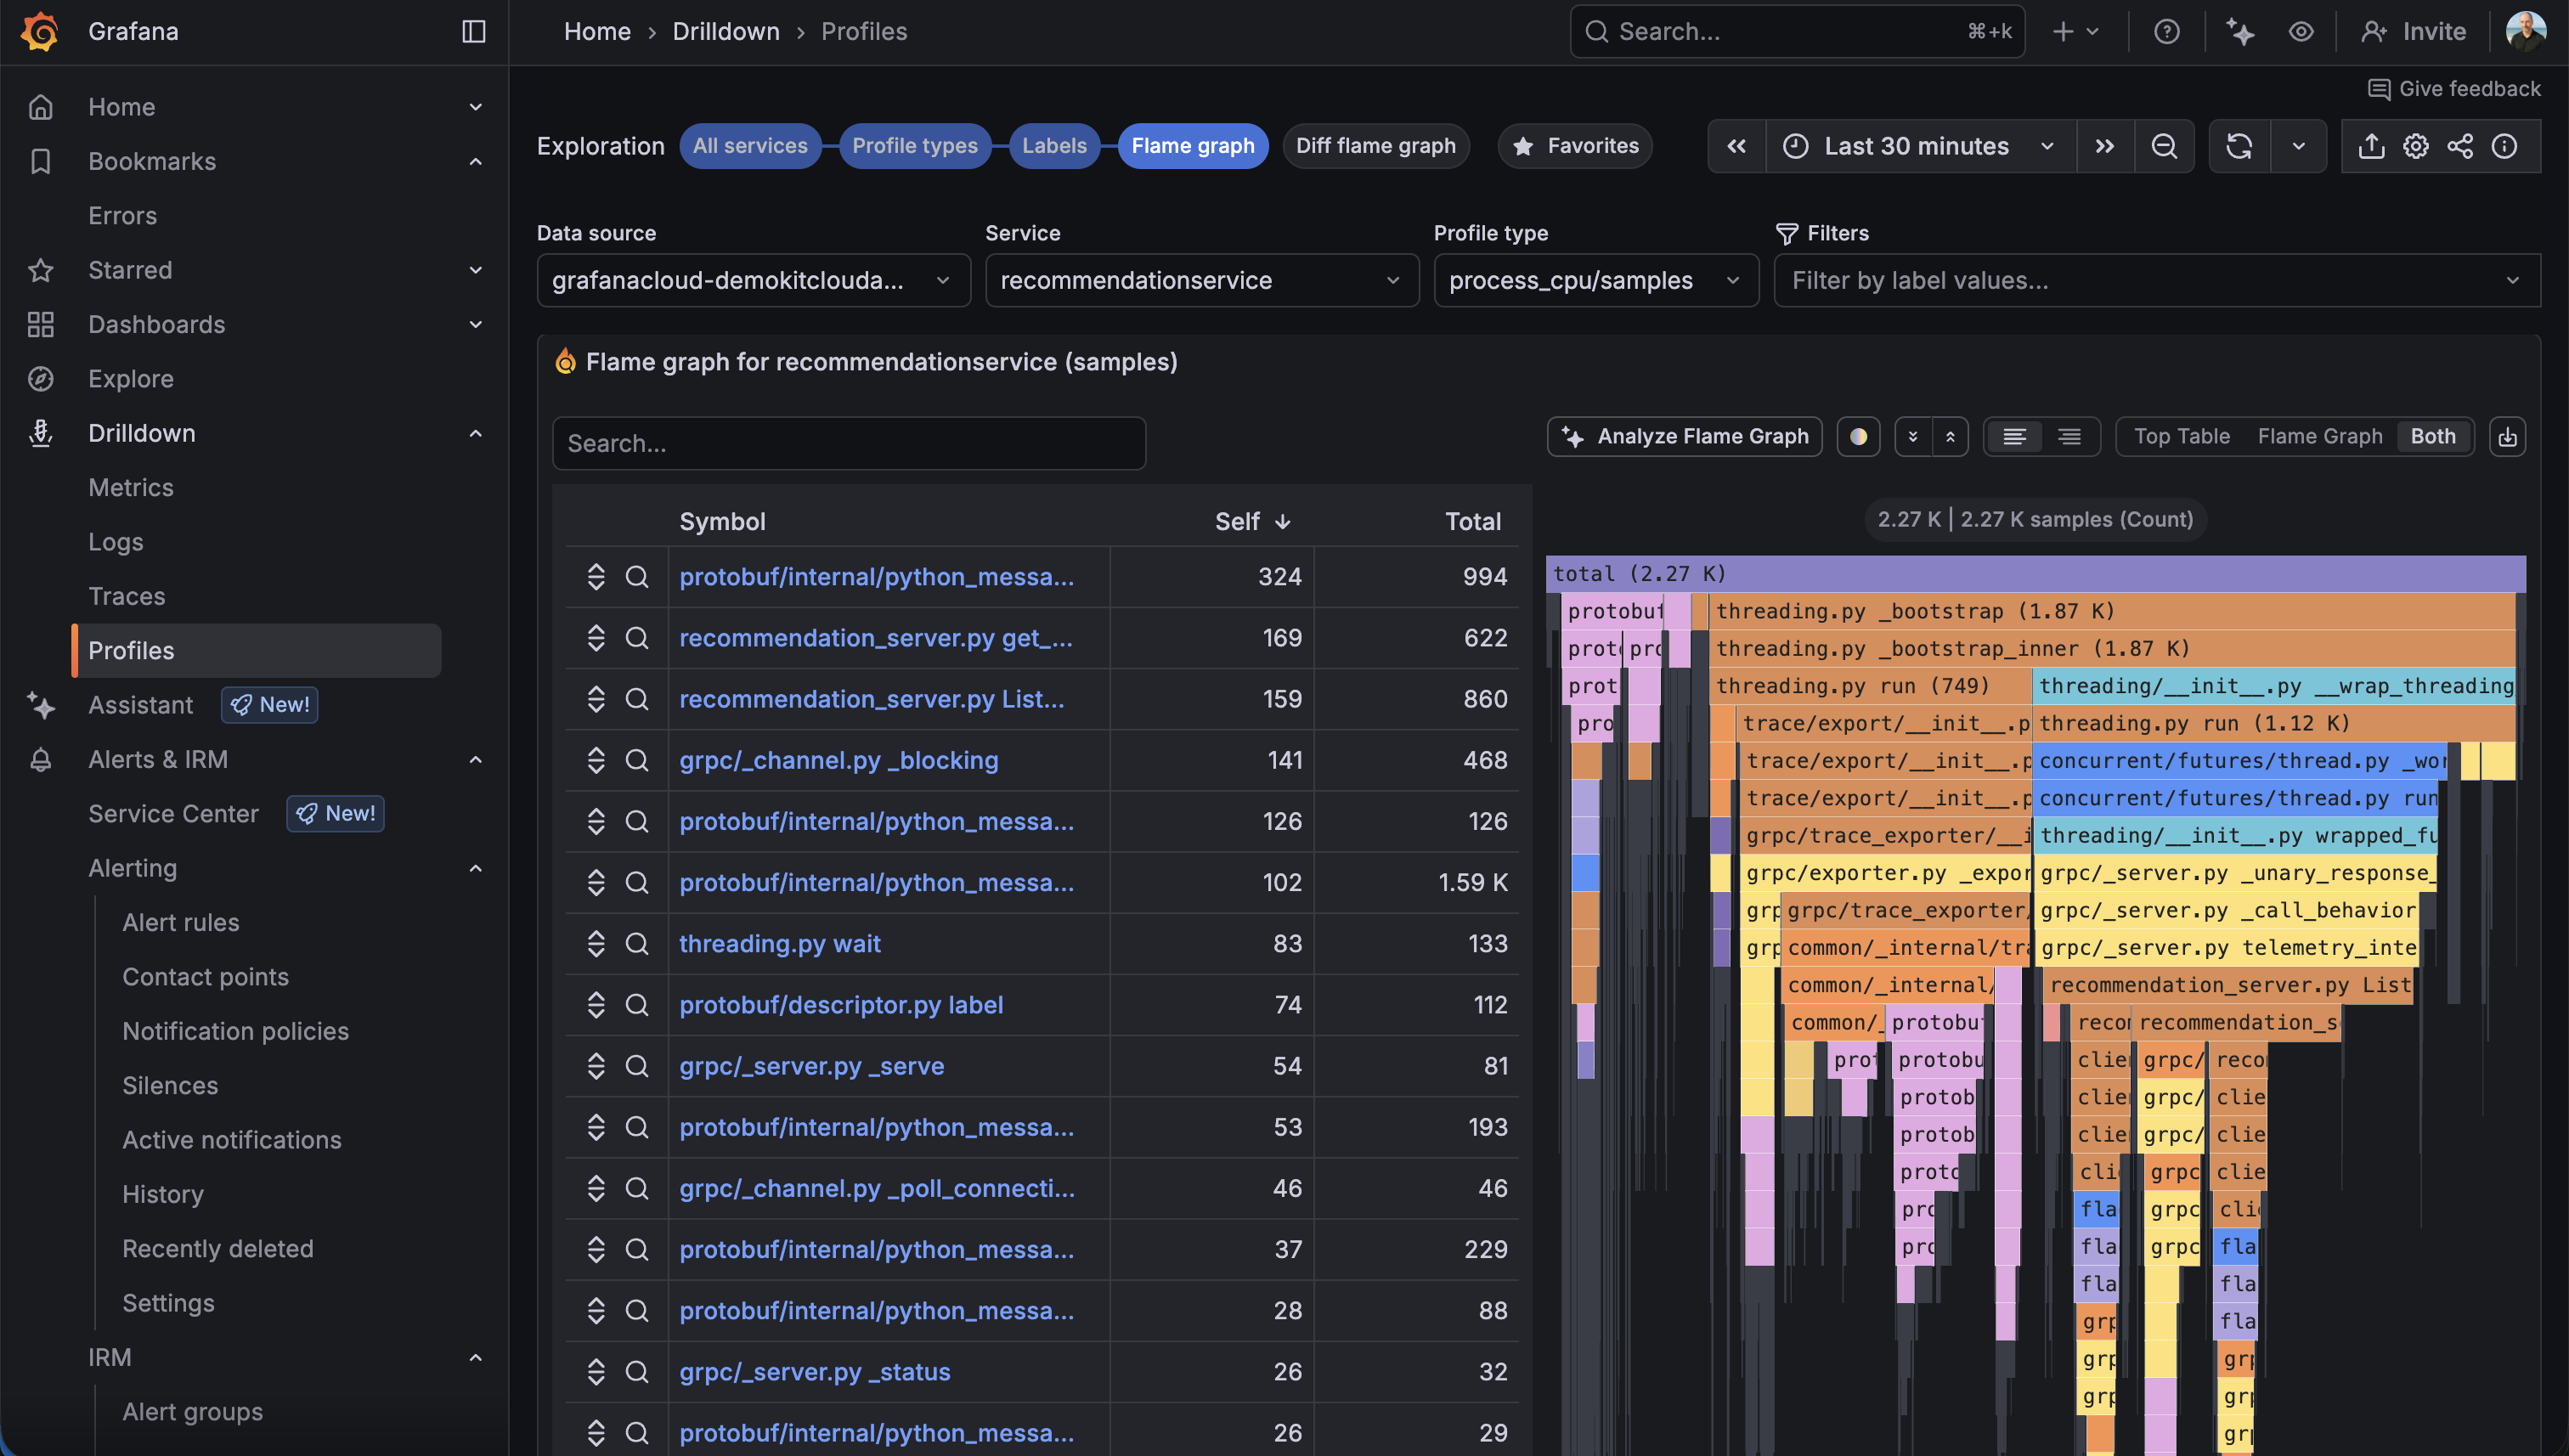 Grafana
Home › Drilldown › Profiles
Search...
⌘+k
Invite
Home
Bookmarks
Errors
Starred
Dashboards
Explore
Drilldown
Metrics
Logs
Traces
Profiles
Assistant
New!
Alerts & IRM
Service Center
New!
Alerting
Alert rules
Contact points
Notification policies
Silences
Active notifications
History
Recently deleted
Settings
IRM
Alert groups
Give feedback
Exploration
All services
Profile types
Labels
Flame graph
Diff flame graph
Favorites
Last 30 minutes
Data source
Service
Profile type
Filters
grafanacloud-demokitclouda...
recommendationservice
process_cpu/samples
Filter by label values...
Flame graph for recommendationservice (samples)
Search...
Analyze Flame Graph
Top Table
Flame Graph
Both
Symbol Self Total
protobuf/internal/python_messa... 324 994
recommendation_server.py get_... 169 622
recommendation_server.py List... 159 860
grpc/_channel.py _blocking 141 468
protobuf/internal/python_messa... 126 126
protobuf/internal/python_messa... 102 1.59 K
threading.py wait 83 133
protobuf/descriptor.py label 74 112
grpc/_server.py _serve 54 81
protobuf/internal/python_messa... 53 193
grpc/_channel.py _poll_connecti... 46 46
protobuf/internal/python_messa... 37 229
protobuf/internal/python_messa... 28 88
grpc/_server.py _status 26 32
protobuf/internal/python_messa... 26 29
2.27 K | 2.27 K samples (Count)
total (2.27 K)
protobuf threading.py _bootstrap (1.87 K)
prot pro threading.py _bootstrap_inner (1.87 K)
prot threading.py run (749) threading/__init__.py __wrap_threading
pro trace/export/__init__.p threading.py run (1.12 K)
trace/export/__init__.p concurrent/futures/thread.py _wor
trace/export/__init__.p concurrent/futures/thread.py run
grpc/trace_exporter/__i threading/__init__.py wrapped_fu
grpc/exporter.py _expor grpc/_server.py _unary_response_
grp grpc/trace_exporter/ grpc/_server.py _call_behavior
grp common/_internal/tra grpc/_server.py telemetry_inte
common/_internal/ recommendation_server.py List
common/_ protobu recom recommendation_s
prot protobu clie grpc/ reco
protob clie grpc/ clie
protob clie grpc/ clie
proto cli grpc clie
pro fla grpc cli
pro fla grpc fla
fla fla
grp fla
grp grp
grp grp
grp